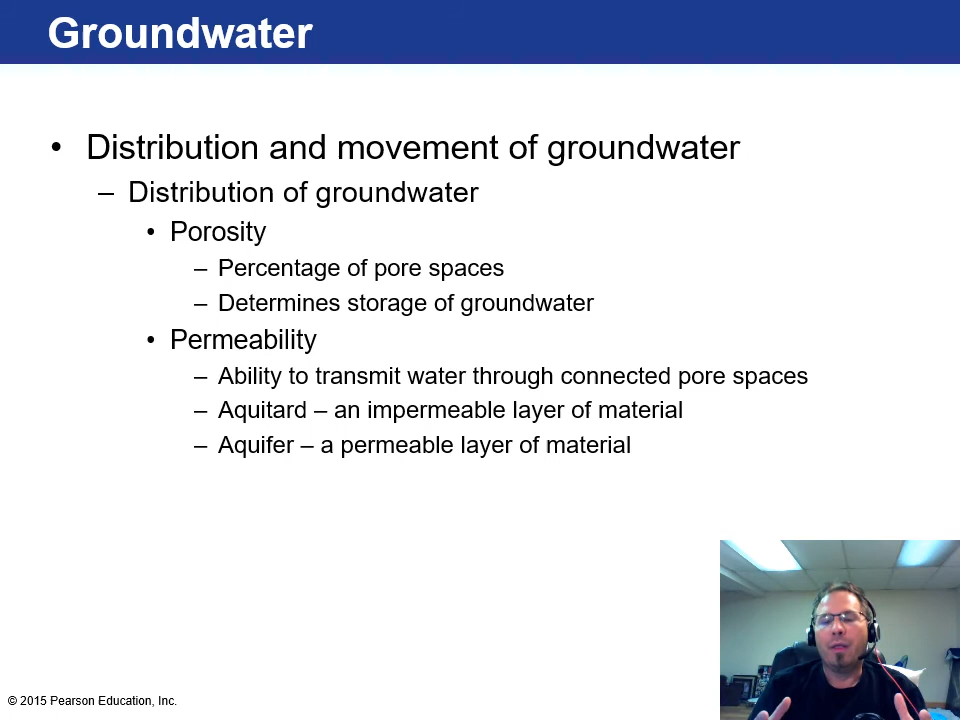 Groundwater
• Distribution and movement of groundwater
– Distribution of groundwater
• Porosity
– Percentage of pore spaces
– Determines storage of groundwater
• Permeability
– Ability to transmit water through connected pore spaces
– Aquitard – an impermeable layer of material
– Aquifer – a permeable layer of material
© 2015 Pearson Education, Inc.